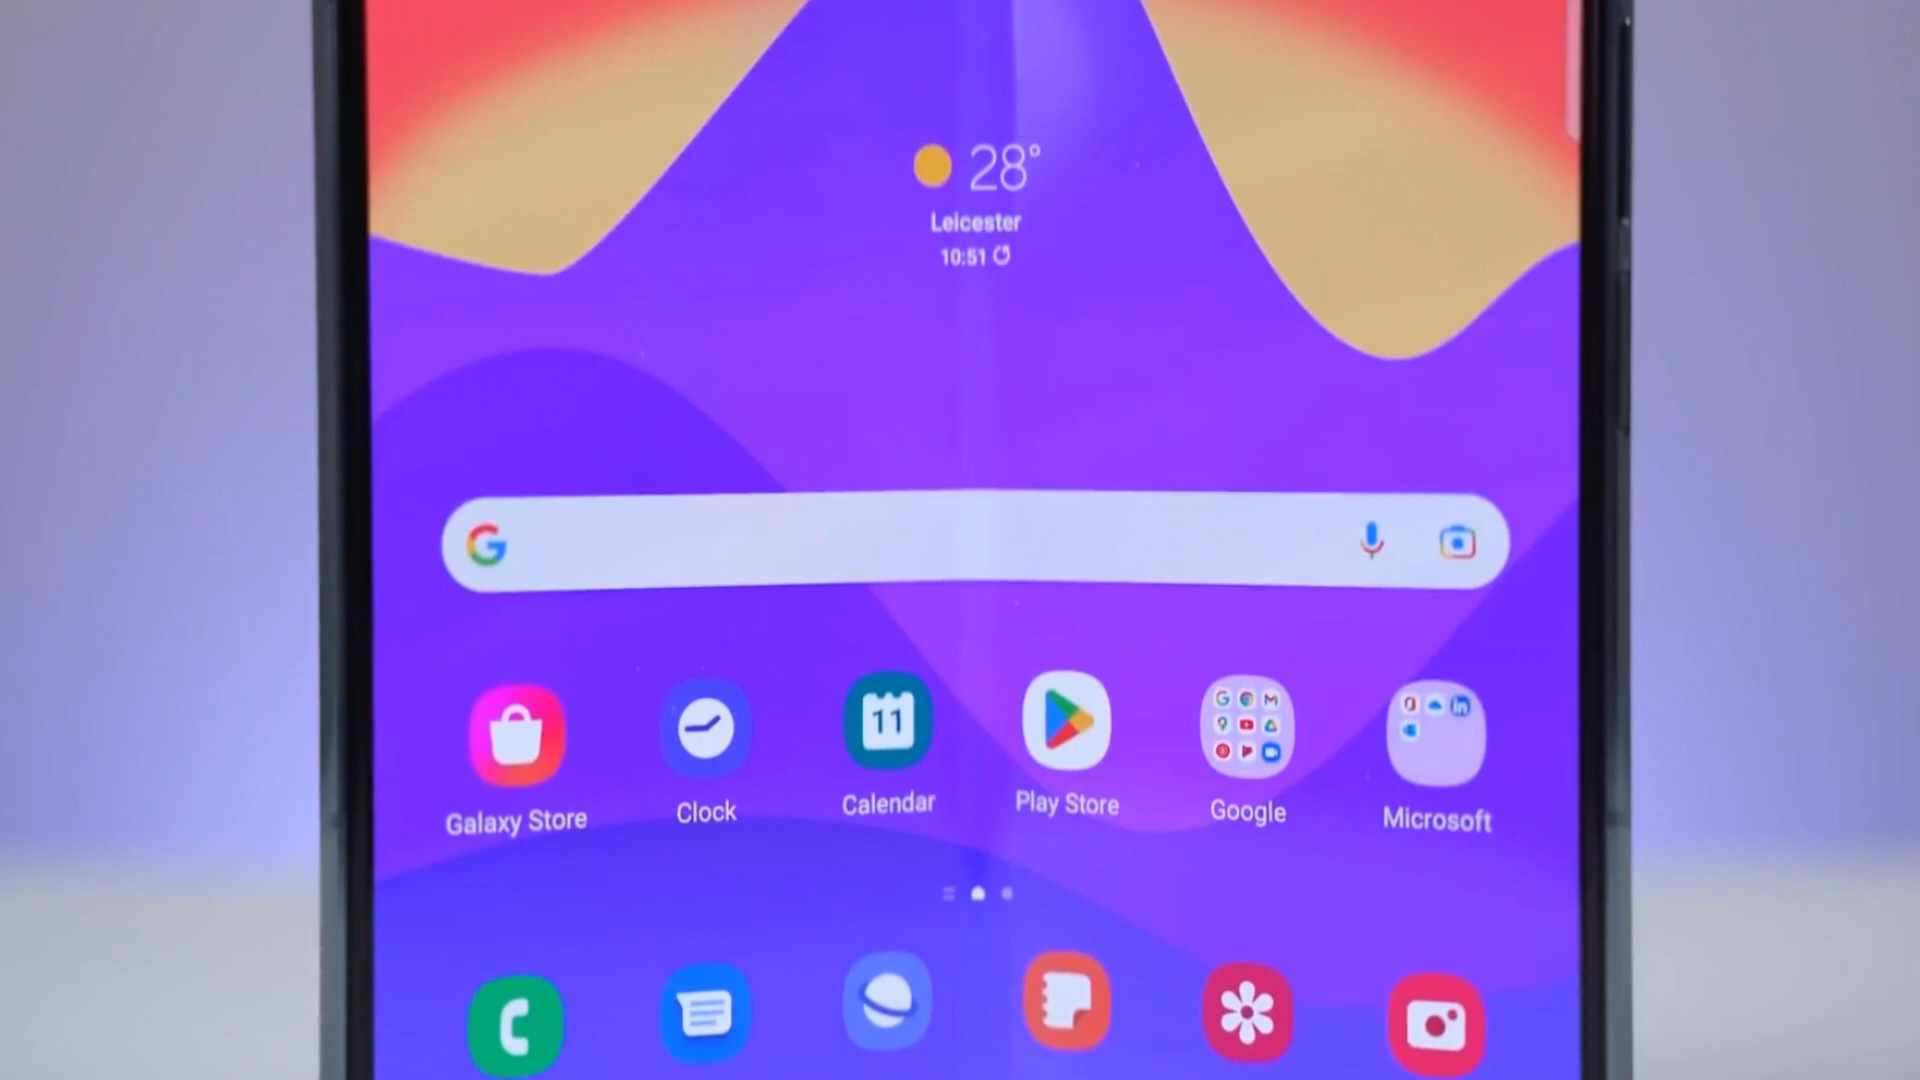 28°
Leicester
10:51
G
11
Galaxy Store
Clock
Calendar
Play Store
Google
Microsoft